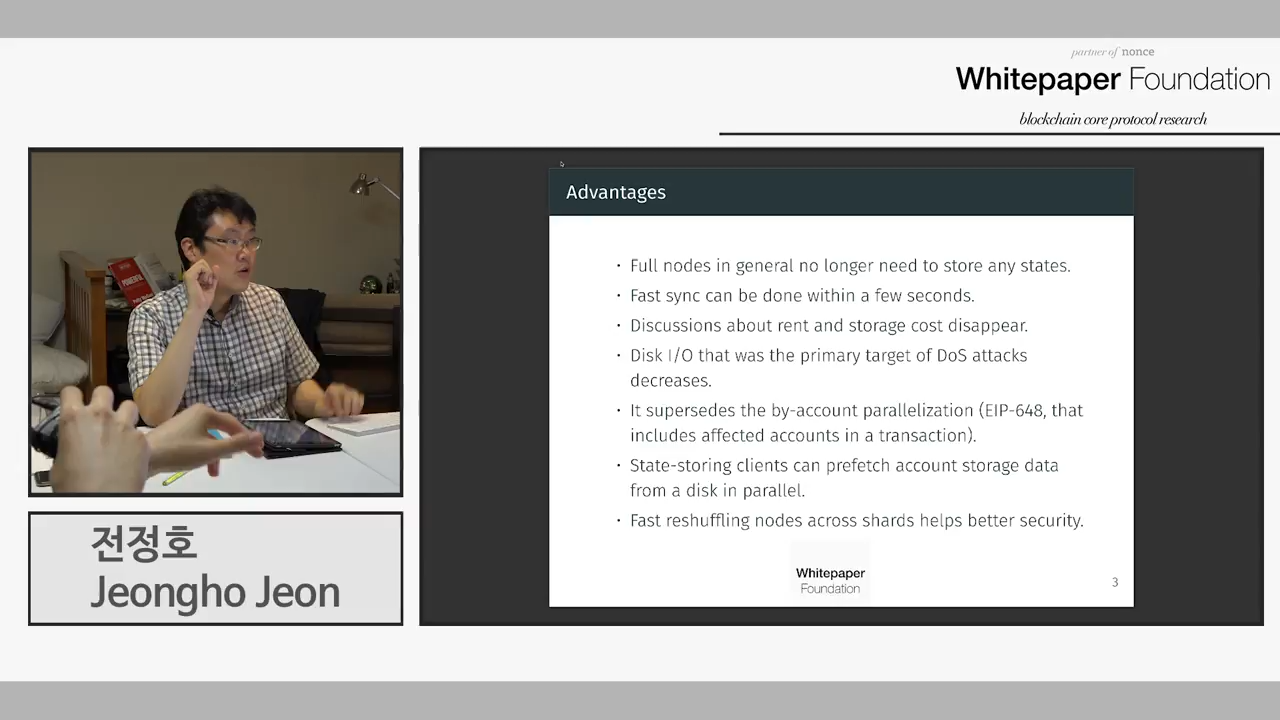 partner of nonce
Whitepaper Foundation
blockchain core protocol research
Advantages
· Full nodes in general no longer need to store any states.
· Fast sync can be done within a few seconds.
· Discussions about rent and storage cost disappear.
· Disk I/O that was the primary target of DoS attacks
decreases.
· It supersedes the by-account parallelization (EIP-648, that
includes affected accounts in a transaction).
· State-storing clients can prefetch account storage data
from a disk in parallel.
· Fast reshuffling nodes across shards helps better security.
Whitepaper
Foundation
3
전정호
Jeongho Jeon